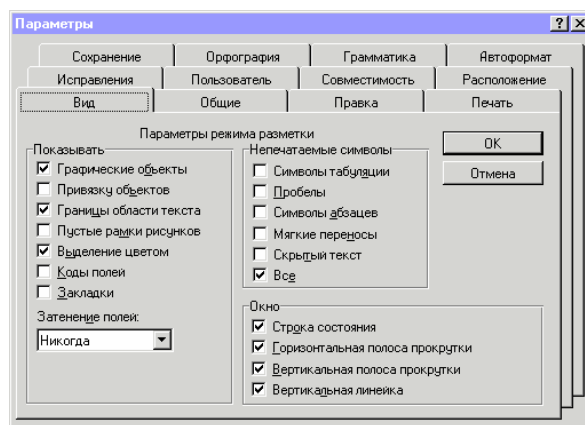 Параметры
Сохранение Орфография Грамматика Автоформат
Исправления Пользователь Совместимость Расположение
Вид Общие Правка Печать
Параметры режима разметки
Показывать
Графические объекты
Привязку объектов
Границы области текста
Пустые рамки рисунков
Выделение цветом
Коды полей
Закладки
Затенение полей:
Никогда
Непечатаемые символы
Символы табуляции
Пробелы
Символы абзацев
Мягкие переносы
Скрытый текст
Все
Окно
Строка состояния
Горизонтальная полоса прокрутки
Вертикальная полоса прокрутки
Вертикальная линейка
OK
Отмена